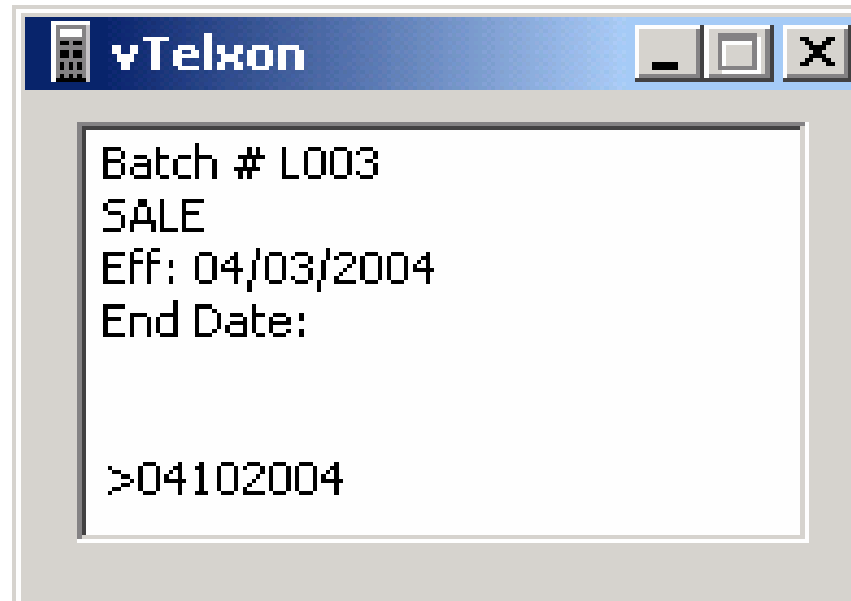 vTelxon
Batch # L003
SALE
Eff: 04/03/2004
End Date:
>04102004